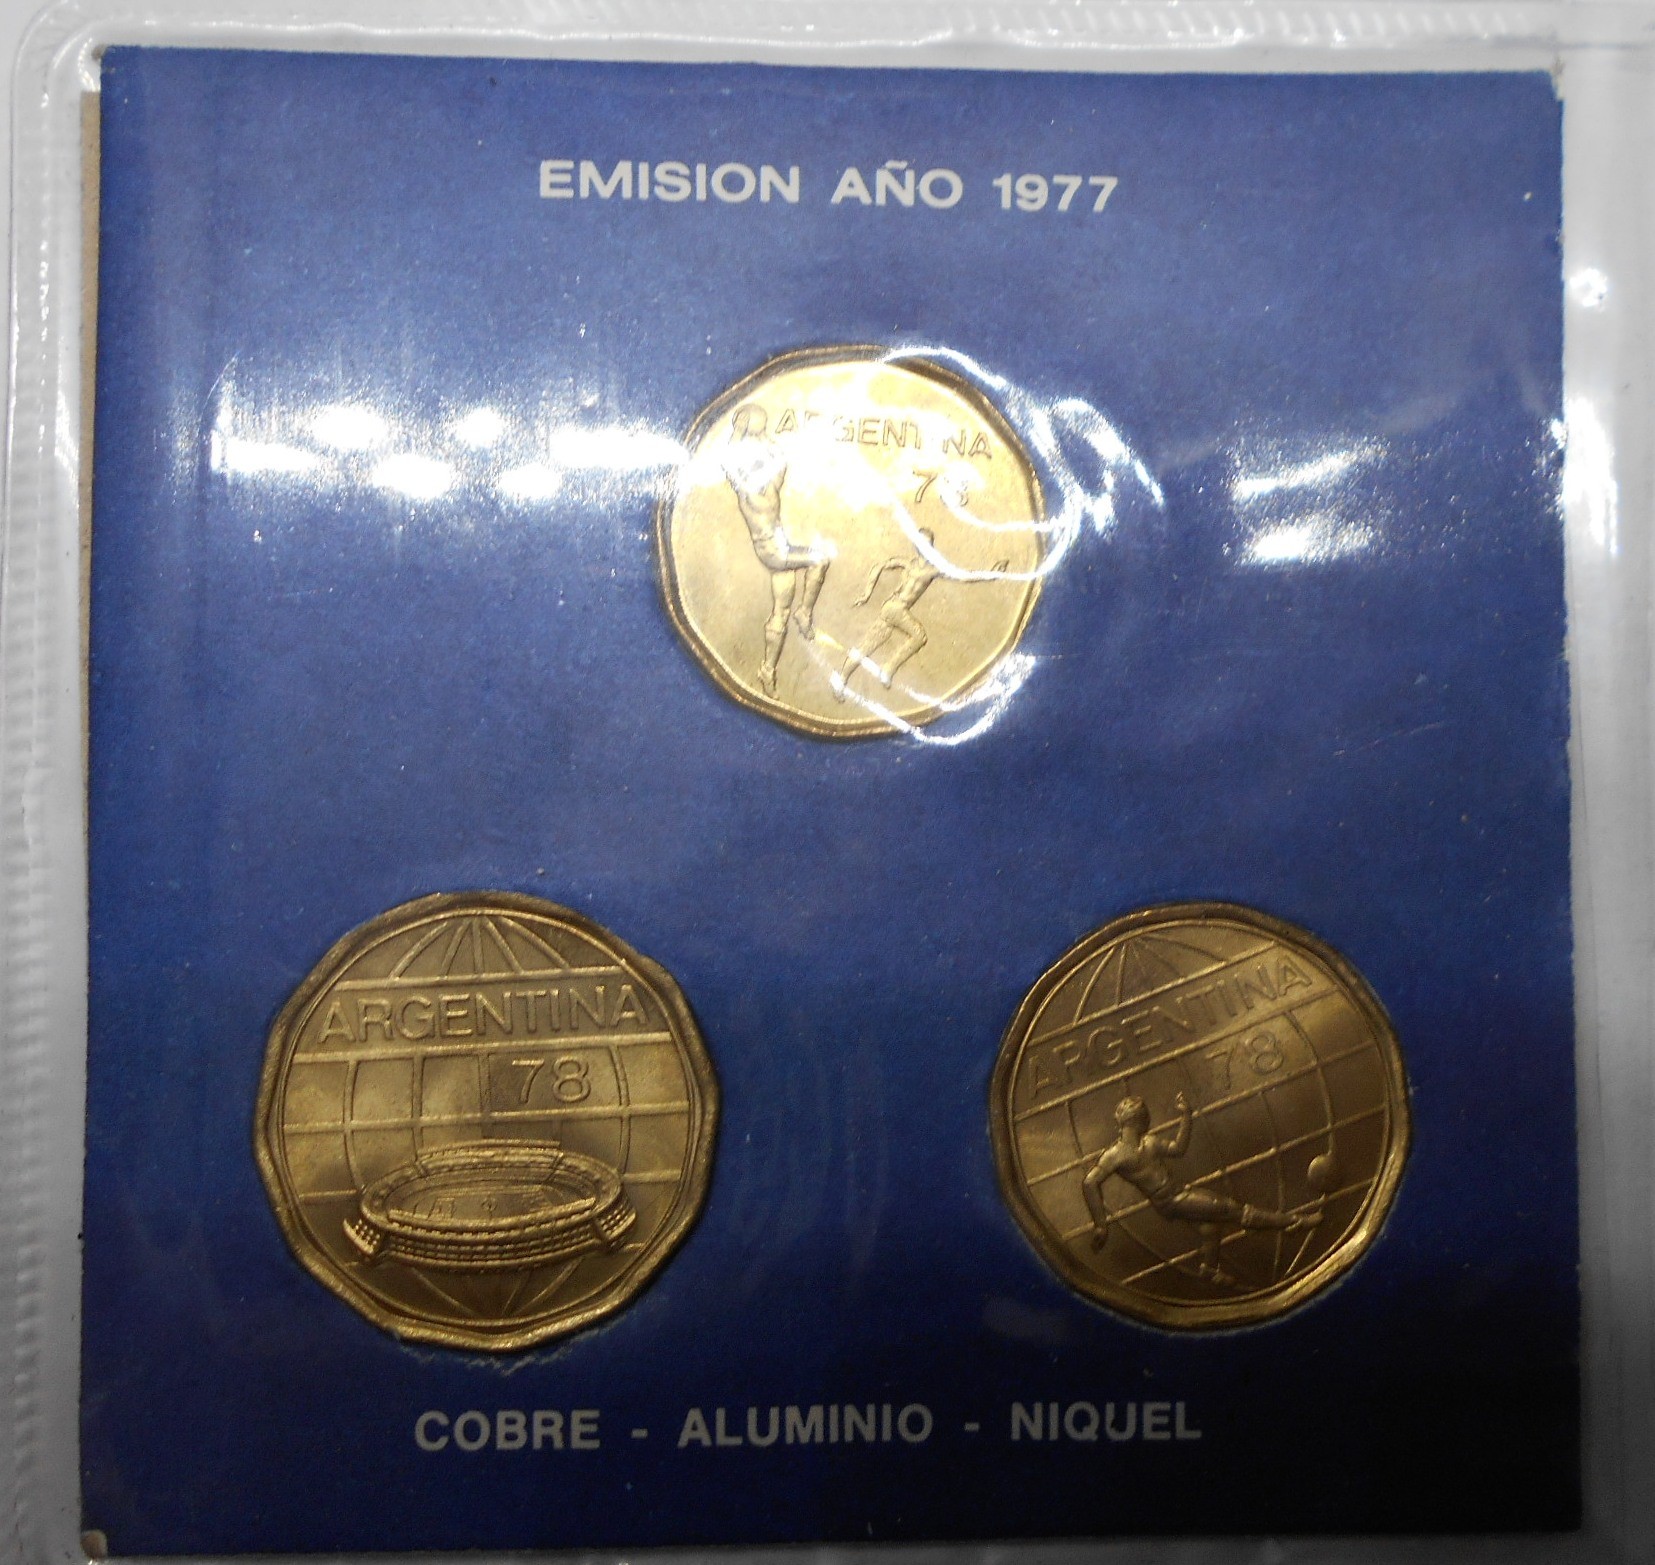 EMISION AÑO 1977
ARGENTINA
78
ARGENTINA
78
ARGENTINA
78
COBRE - ALUMINIO - NIQUEL